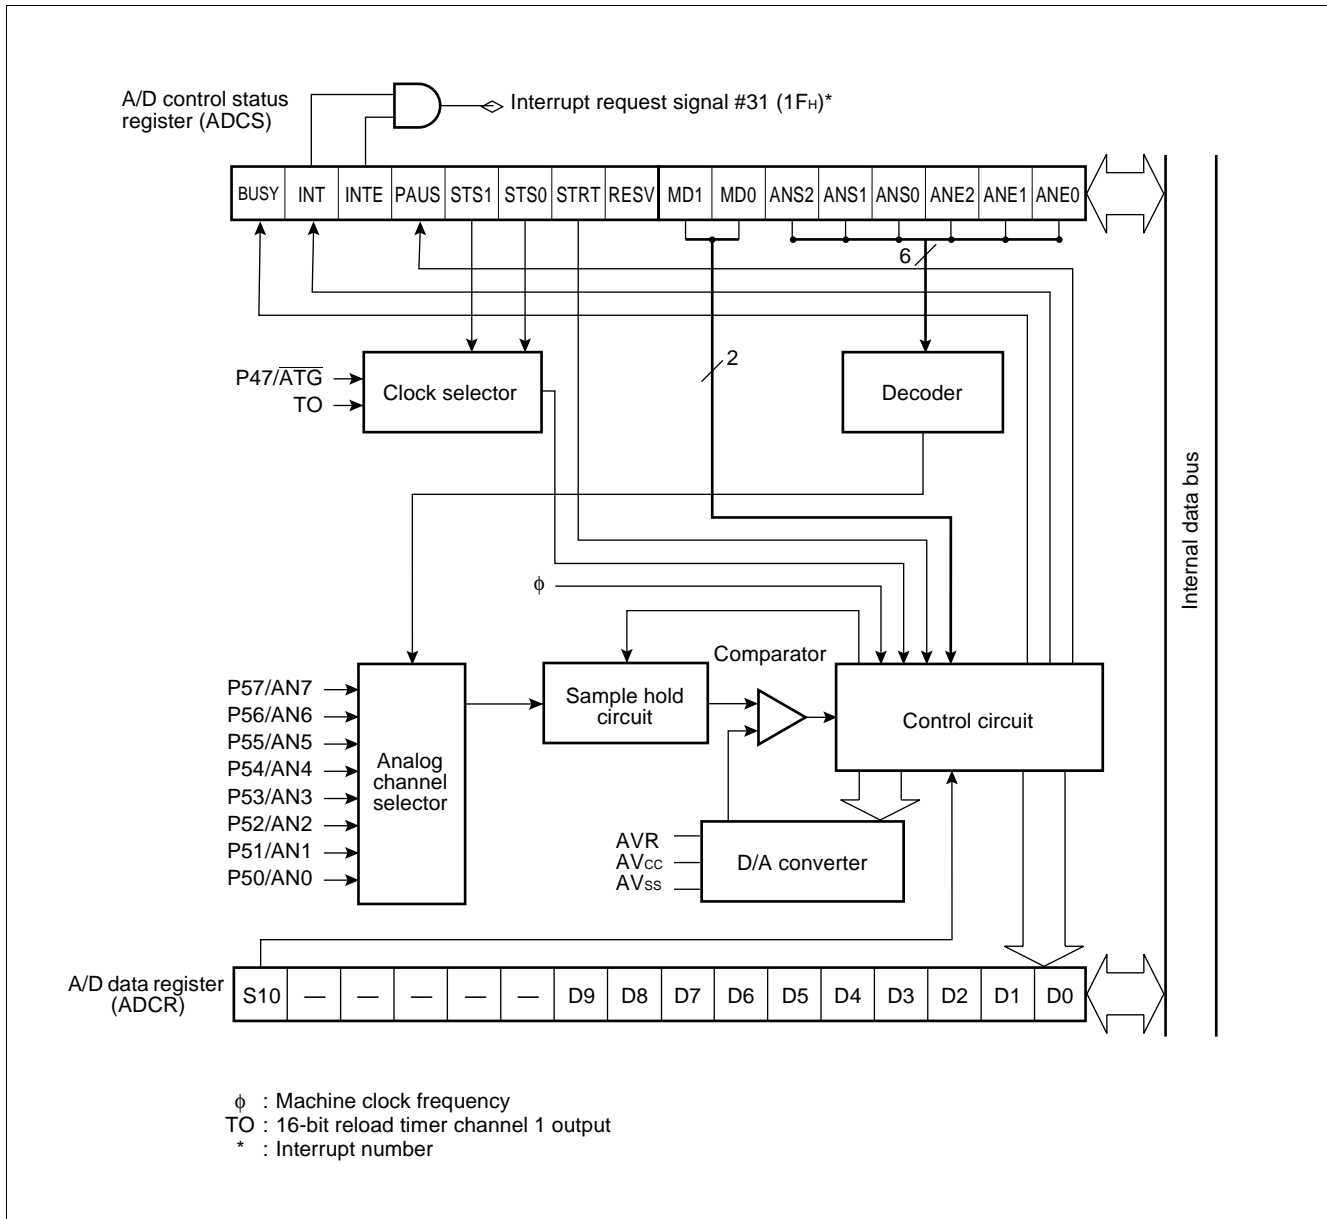 A/D control status
register (ADCS)
Interrupt request signal #31 (1FH)*
BUSY INT INTE PAUS STS1 STS0 STRT RESV MD1 MD0 ANS2 ANS1 ANS0 ANE2 ANE1 ANE0
6
2
P47/A̅T̅G̅
TO
Clock selector
Decoder
Internal data bus
ϕ
Comparator
P57/AN7
P56/AN6
P55/AN5
P54/AN4
P53/AN3
P52/AN2
P51/AN1
P50/AN0
Analog
channel
selector
Sample hold
circuit
Control circuit
AVR
AVCC
AVSS
D/A converter
A/D data register
(ADCR)
S10 — — — — — D9 D8 D7 D6 D5 D4 D3 D2 D1 D0
ϕ : Machine clock frequency
TO : 16-bit reload timer channel 1 output
* : Interrupt number